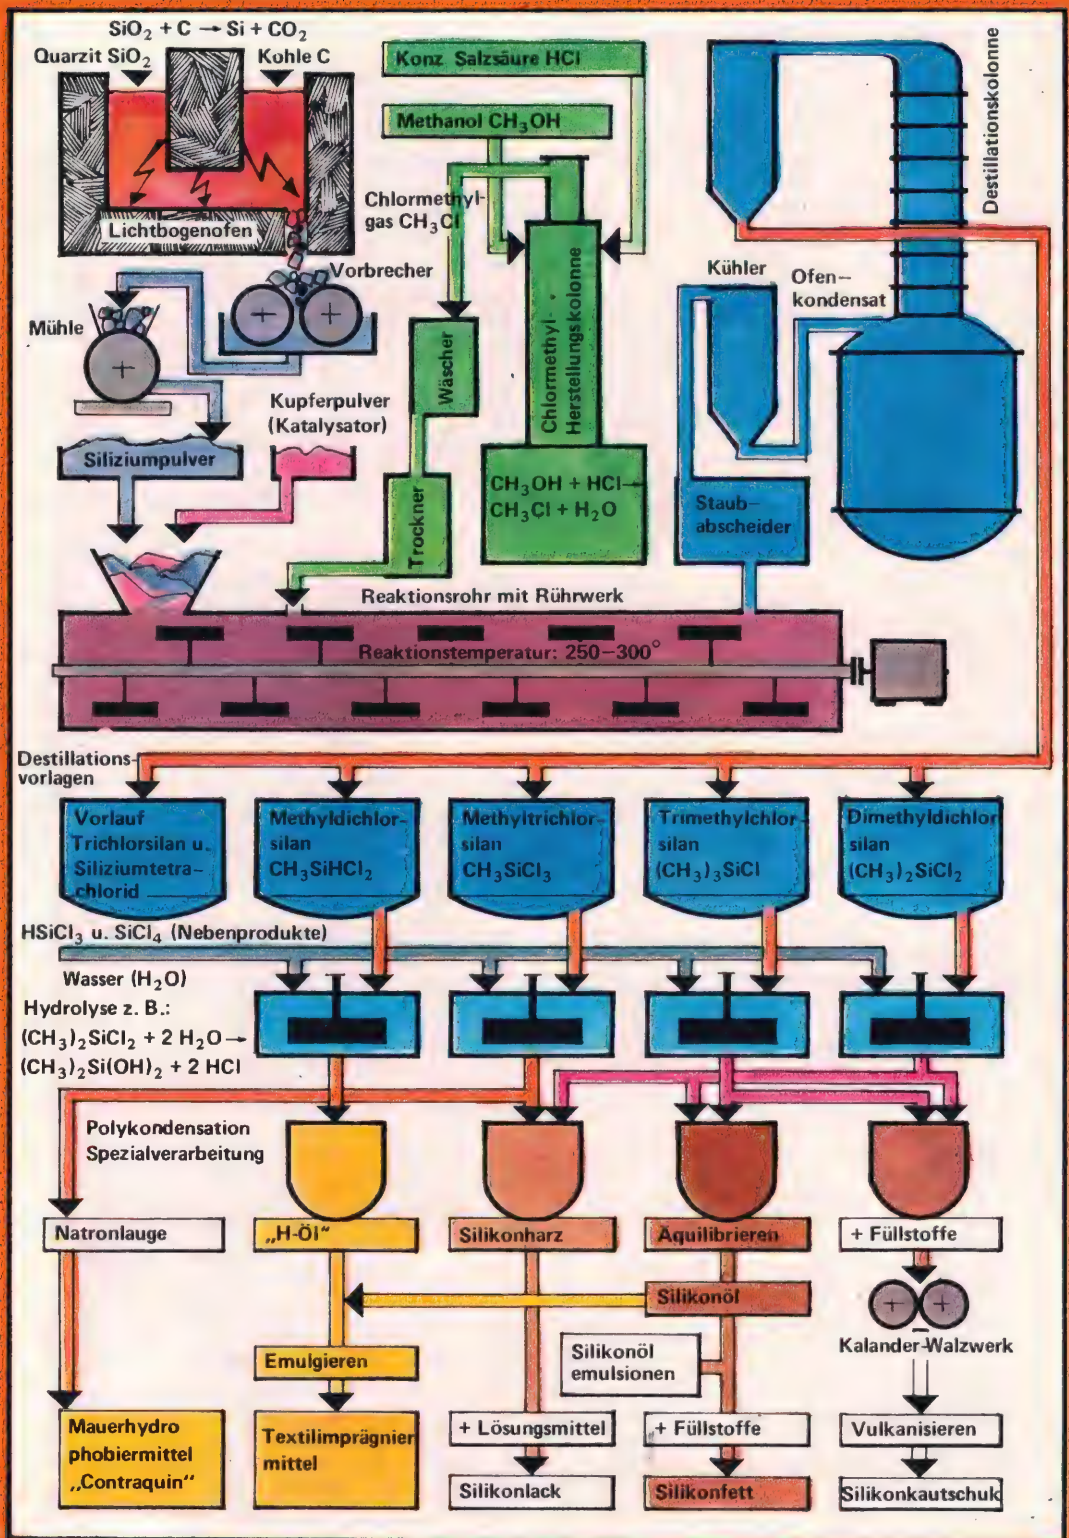 SiO₂ + C → Si + CO₂
Quarzit SiO₂
Kohle C
Lichtbogenofen
Vorbrecher
Mühle
Siliziumpulver
Kupferpulver
(Katalysator)
Konz Salzsäure HCl
Methanol CH₃OH
Chlormethyl-
gas CH₃Cl
Wäscher
Trockner
Chlormethyl-
Herstellungskolonne
CH₃OH + HCl→
CH₃Cl + H₂O
Kühler
Ofen-
kondensat
Staub-
abscheider
Destillationskolonne
Reaktionsrohr mit Rührwerk
Reaktionstemperatur: 250–300°
Destillations-
vorlagen
Vorlauf
Trichlorsilan u.
Siliziumtetra-
chlorid
Methyldichlor-
silan
CH₃SiHCl₂
Methyltrichlor-
silan
CH₃SiCl₃
Trimethylchlor-
silan
(CH₃)₃SiCl
Dimethyldichlor
silan
(CH₃)₂SiCl₂
HSiCl₃ u. SiCl₄ (Nebenprodukte)
Wasser (H₂O)
Hydrolyse z. B.:
(CH₃)₂SiCl₂ + 2 H₂O→
(CH₃)₂Si(OH)₂ + 2 HCl
Polykondensation
Spezialverarbeitung
Natronlauge
„H-Öl“
Silikonharz
Äquilibrieren
+ Füllstoffe
Silikonöl
Kalander-Walzwerk
Silikonöl
emulsionen
Emulgieren
Mauerhydro
phobiermittel
„Contraquin“
Textilimprägnier
mittel
+ Lösungsmittel
+ Füllstoffe
Vulkanisieren
Silikonlack
Silikonfett
Silikonkautschuk